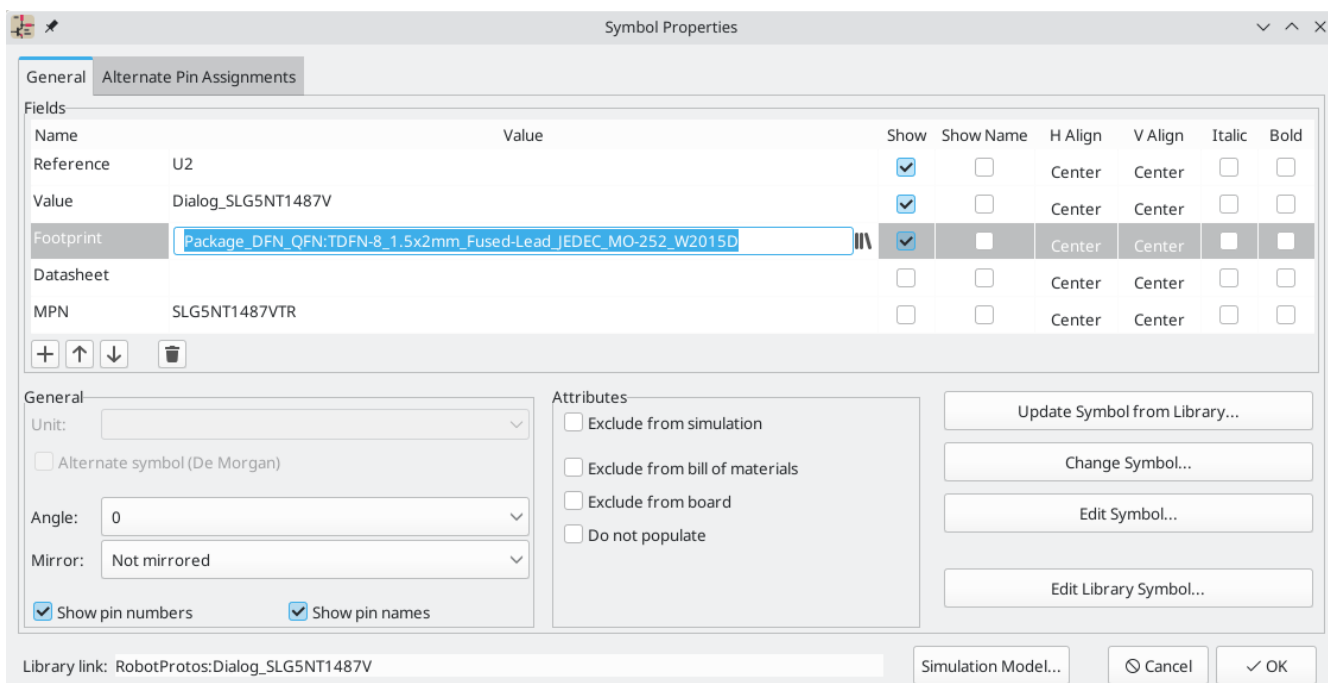 Symbol Properties
General Alternate Pin Assignments
Fields
Name Value Show Show Name H Align V Align Italic Bold
Reference U2 Center Center
Value Dialog_SLG5NT1487V Center Center
Footprint Package_DFN_QFN:TDFN-8_1.5x2mm_Fused-Lead_JEDEC_MO-252_W2015D Center Center
Datasheet Center Center
MPN SLG5NT1487VTR Center Center
General
Unit:
Alternate symbol (De Morgan)
Angle: 0
Mirror: Not mirrored
Show pin numbers Show pin names
Attributes
Exclude from simulation
Exclude from bill of materials
Exclude from board
Do not populate
Update Symbol from Library...
Change Symbol...
Edit Symbol...
Edit Library Symbol...
Library link: RobotProtos:Dialog_SLG5NT1487V Simulation Model... Cancel OK